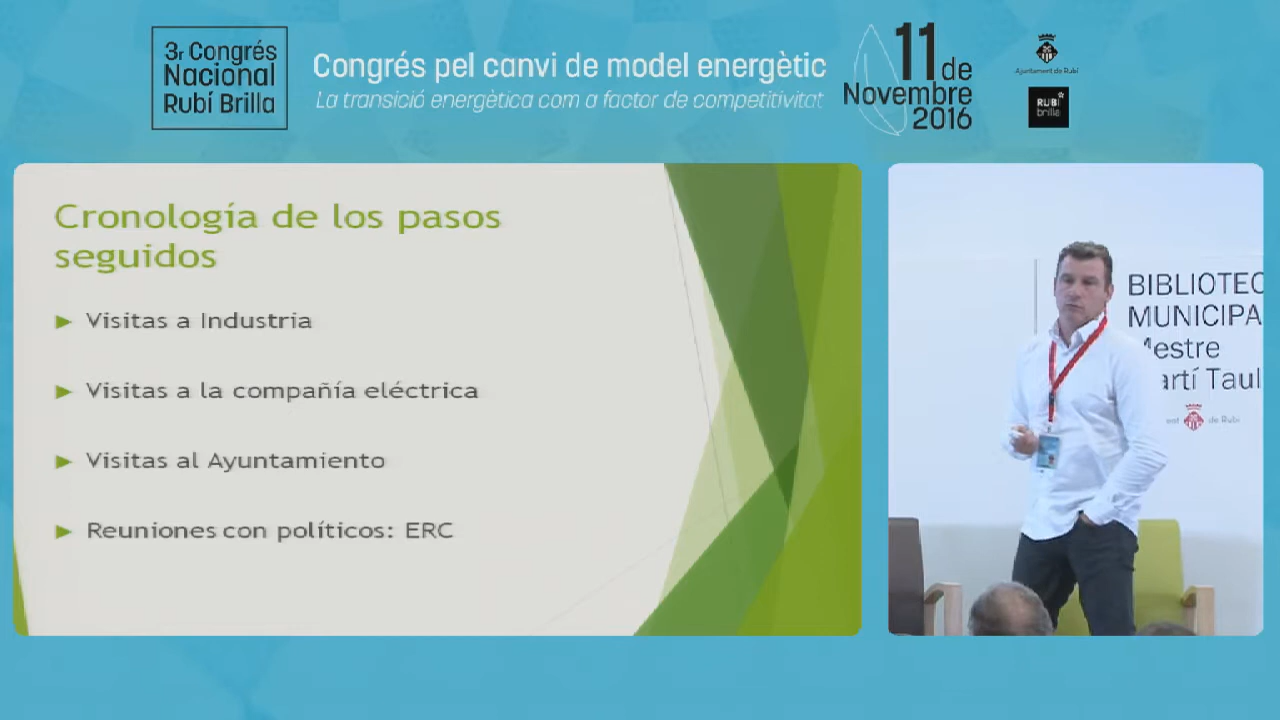 3r Congrés
Nacional
Rubí Brilla
Congrés pel canvi de model energètic
La transició energètica com a factor de competitivitat
11 de
Novembre
2016
Ajuntament de Rubí
RUBÍ
brilla
Cronología de los pasos
seguidos
Visitas a Industria
Visitas a la compañía eléctrica
Visitas al Ayuntamiento
Reuniones con políticos: ERC
BIBLIOTEC
MUNICIPA
Mestre
artí Taul
de Rubí